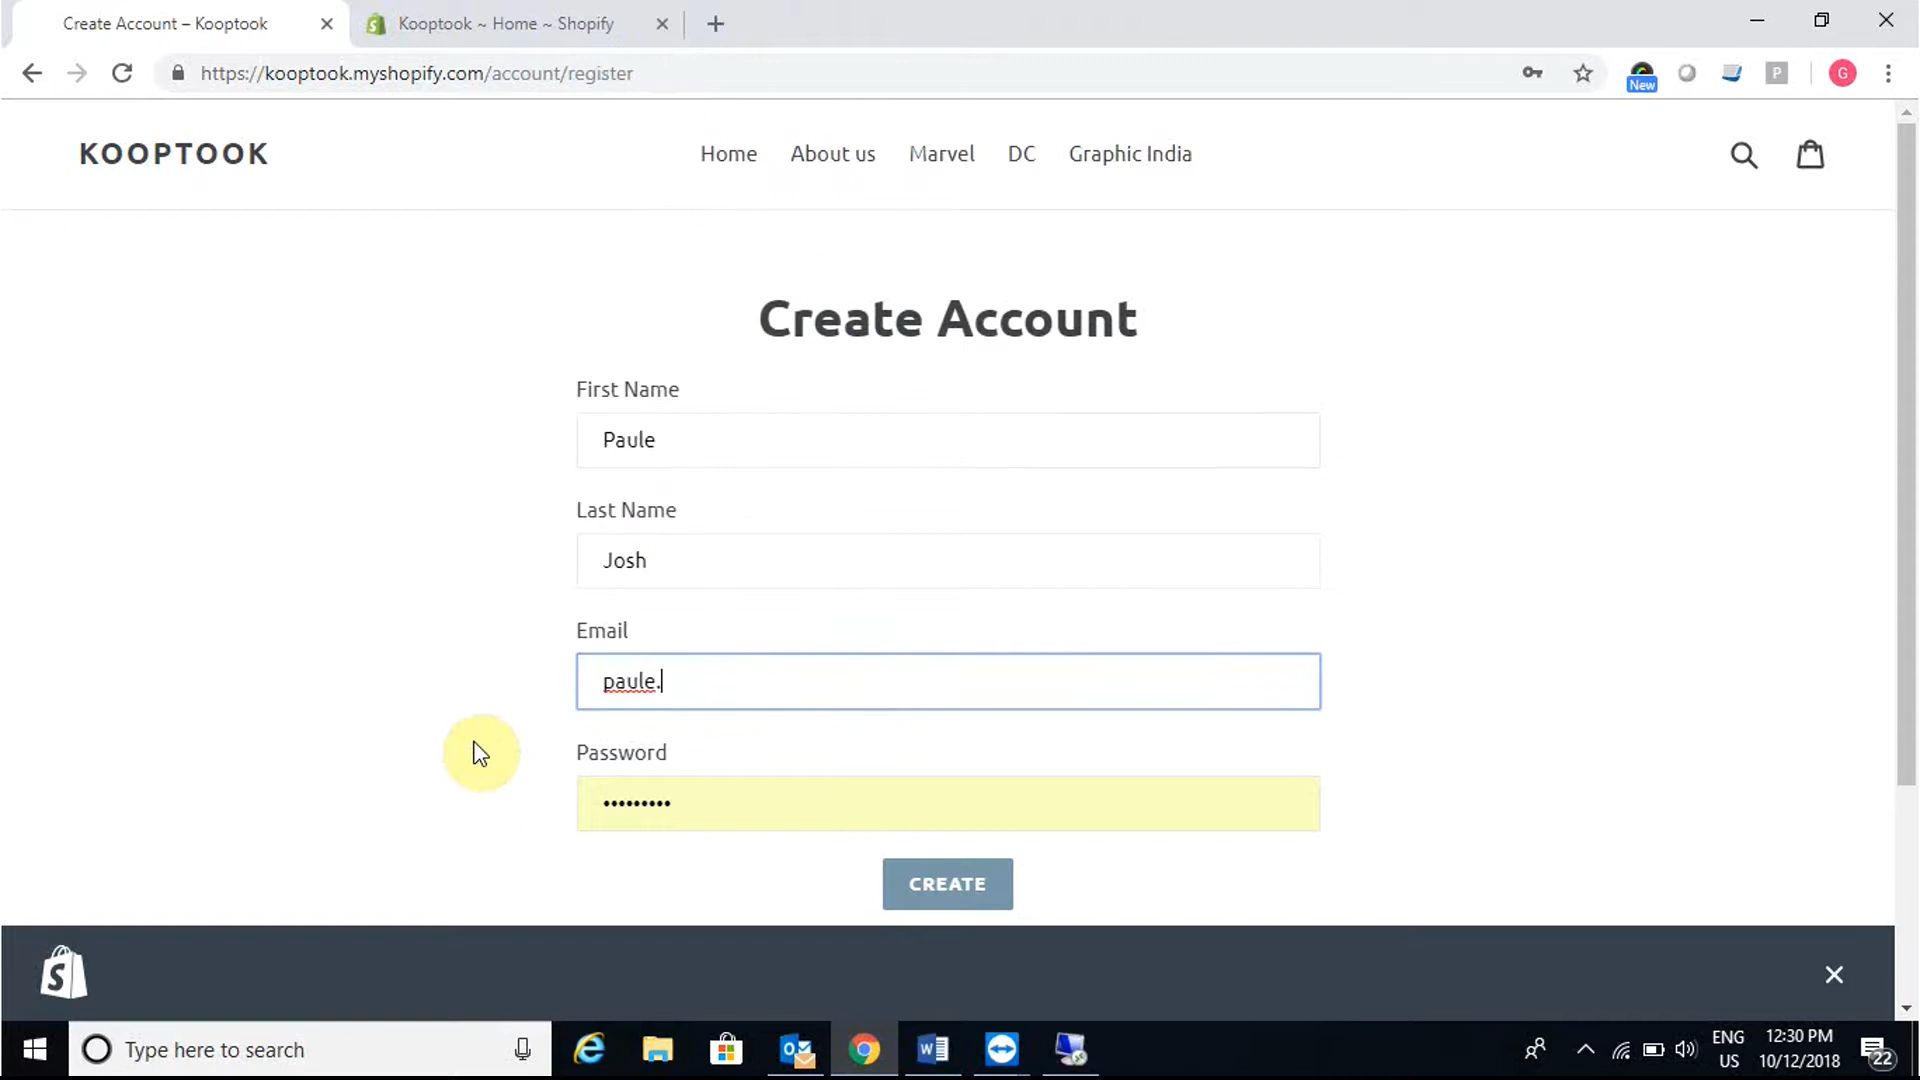 Create Account – Kooptook
Kooptook ~ Home ~ Shopify
https://kooptook.myshopify.com/account/register
New
P
G
KOOPTOOK
Home About us Marvel DC Graphic India
Create Account
First Name
Paule
Last Name
Josh
Email
paule.
Password
•••••••••
CREATE
Type here to search
ENG
US
12:30 PM
10/12/2018
22